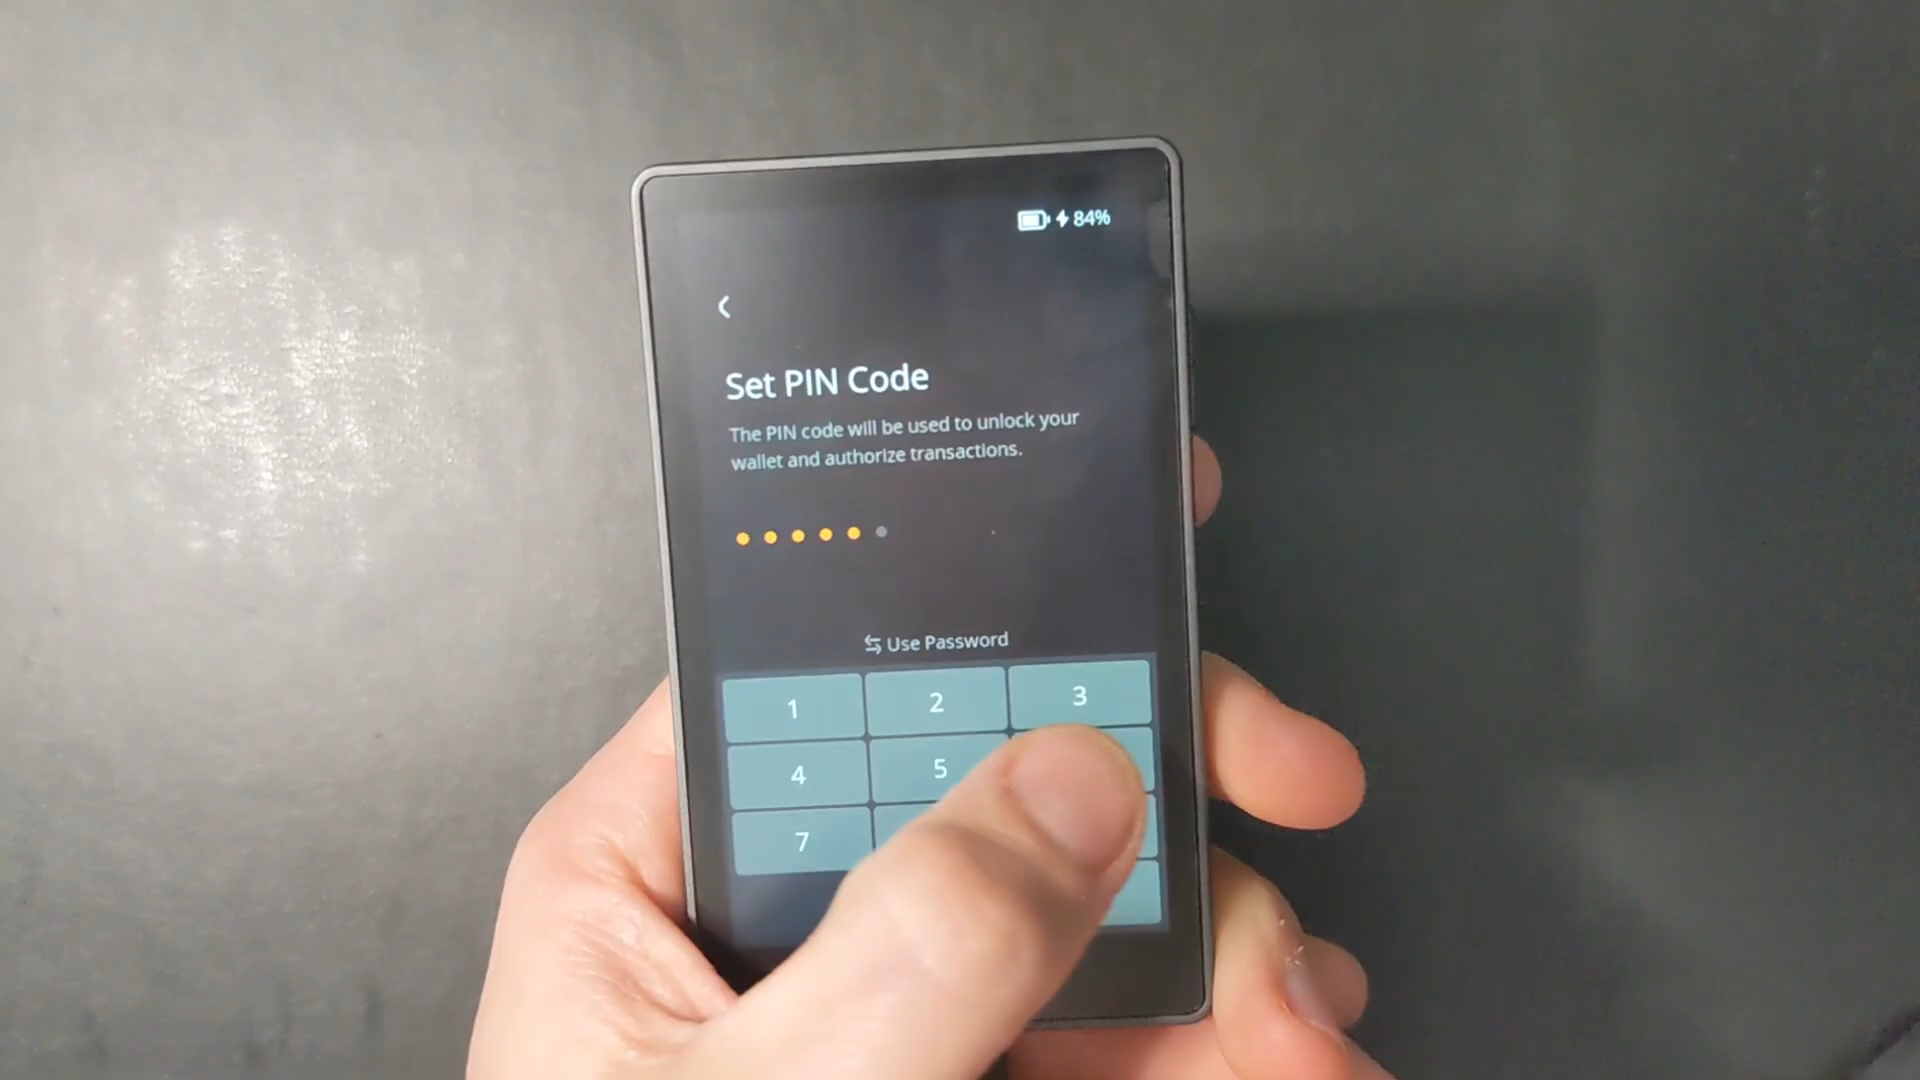 84%
Set PIN Code
The PIN code will be used to unlock your
wallet and authorize transactions.
Use Password
1 2 3
4 5
7